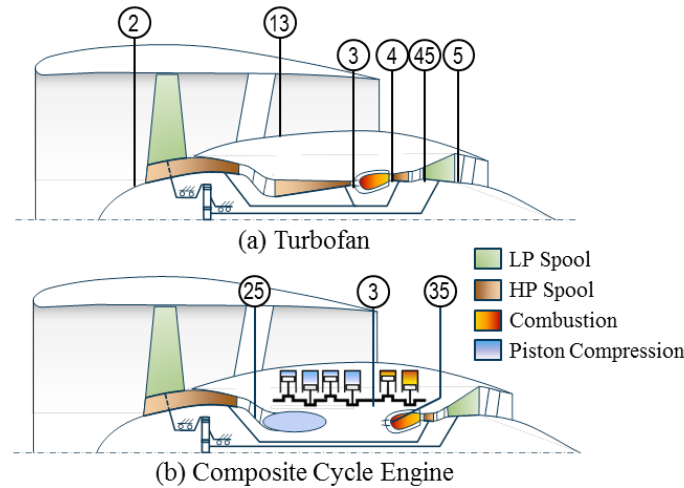 2 13 3 4 45 5
(a) Turbofan
LP Spool
HP Spool
Combustion
Piston Compression
25 3 35
(b) Composite Cycle Engine